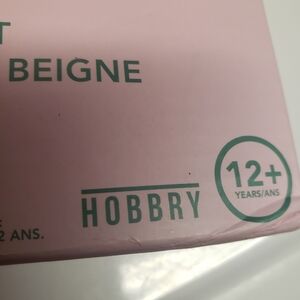 T
BEIGNE
12+
YEARS/ANS
HOBBRY
2 ANS.